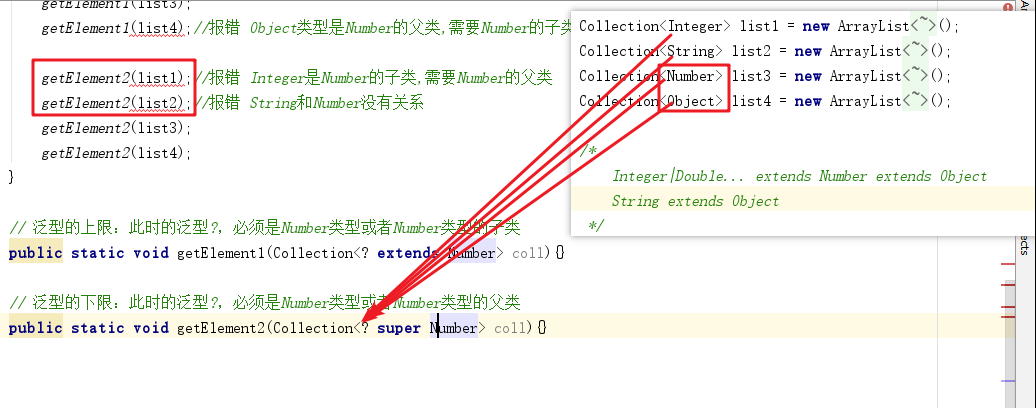 getElement1(list3);
getElement1(list4);//报错 Object类型是Number的父类,需要Number的子类
getElement2(list1);//报错 Integer是Number的子类,需要Number的父类
getElement2(list2);//报错 String和Number没有关系
getElement2(list3);
getElement2(list4);
}
// 泛型的上限：此时的泛型?，必须是Number类型或者Number类型的子类
public static void getElement1(Collection<? extends Number> coll){}
// 泛型的下限：此时的泛型?，必须是Number类型或者Number类型的父类
public static void getElement2(Collection<? super Number> coll){}
Collection<Integer> list1 = new ArrayList<~>();
Collection<String> list2 = new ArrayList<~>();
Collection<Number> list3 = new ArrayList<~>();
Collection<Object> list4 = new ArrayList<~>();
/*
Integer|Double... extends Number extends Object
String extends Object
*/